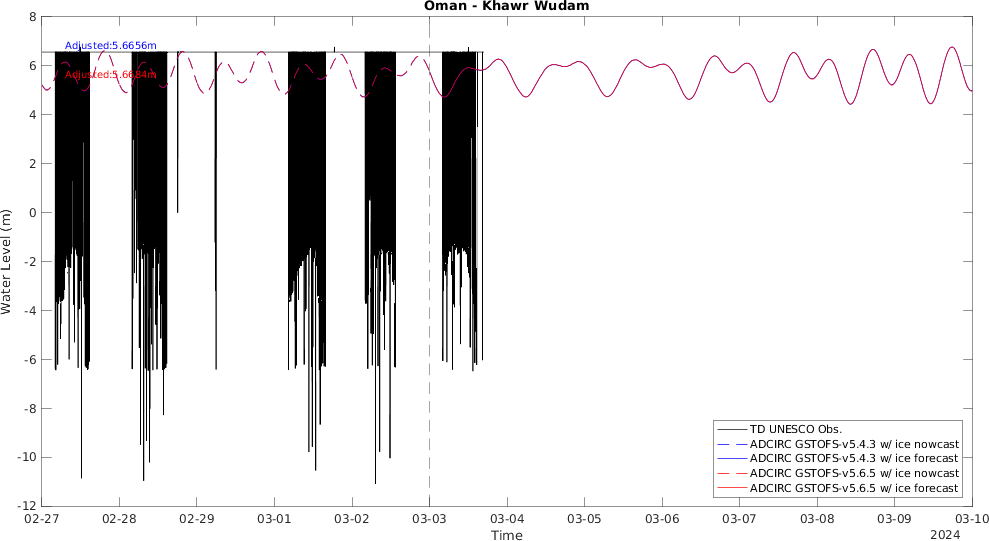 Oman - Khawr Wudam
8
6
4
2
0
-2
-4
-6
-8
-10
-12
Water Level (m)
Adjusted:5.6656m
Adjusted:5.6684m
TD UNESCO Obs.
ADCIRC GSTOFS-v5.4.3 w/ ice nowcast
ADCIRC GSTOFS-v5.4.3 w/ ice forecast
ADCIRC GSTOFS-v5.6.5 w/ ice nowcast
ADCIRC GSTOFS-v5.6.5 w/ ice forecast
02-27 02-28 02-29 03-01 03-02 03-03 03-04 03-05 03-06 03-07 03-08 03-09 03-10
Time
2024